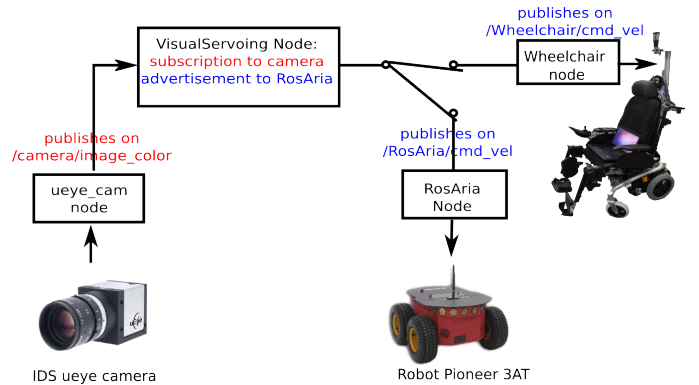 publishes on
/Wheelchair/cmd_vel
VisualServoing Node:
subscription to camera
advertisement to RosAria
Wheelchair
node
publishes on
/camera/image_color
publishes on
/RosAria/cmd_vel
ueye_cam
node
RosAria
Node
ueye
IDS ueye camera
Robot Pioneer 3AT